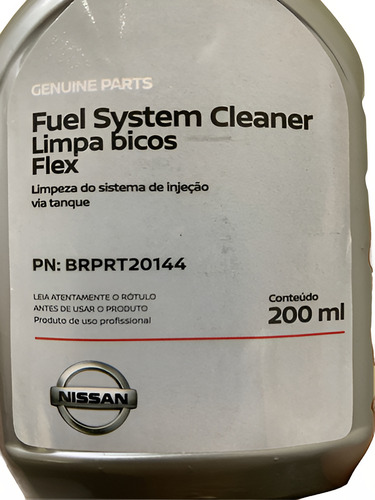 GENUINE PARTS
Fuel System Cleaner
Limpa bicos
Flex
Limpeza do sistema de injeção
via tanque
PN: BRPRT20144
LEIA ATENTAMENTE O RÓTULO
ANTES DE USAR O PRODUTO
Produto de uso profissional
Conteúdo
200 ml
NISSAN